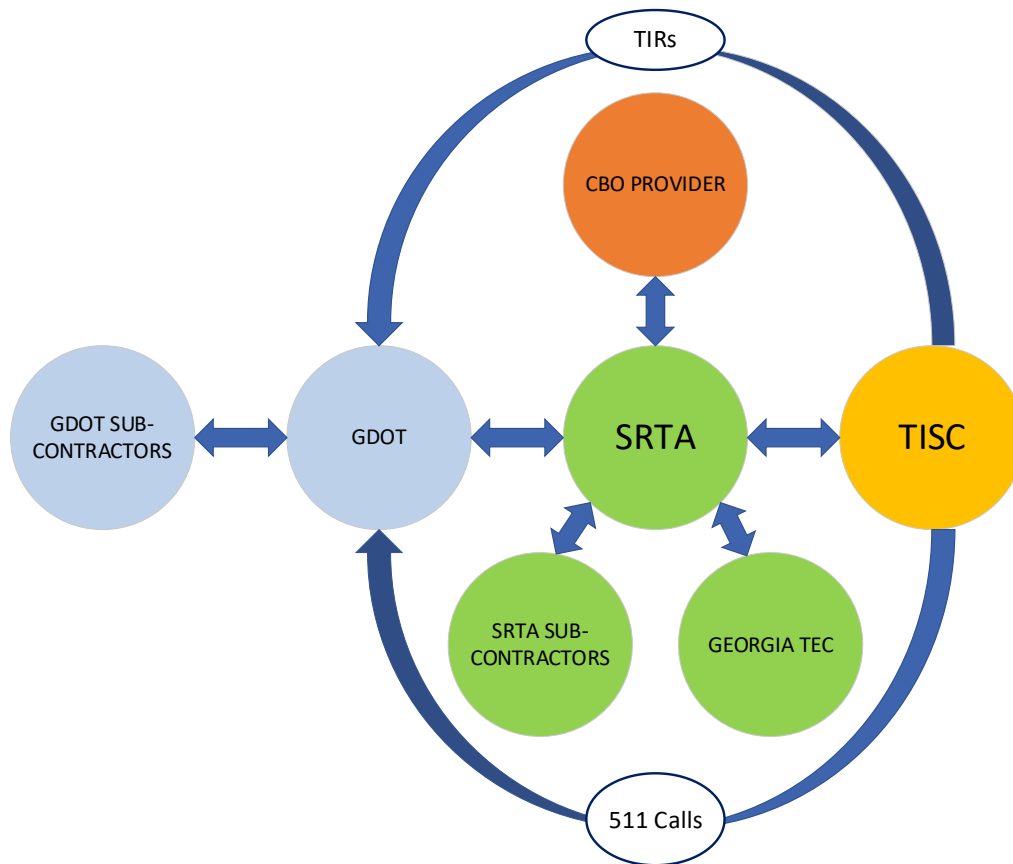 TIRs
CBO PROVIDER
GDOT SUB-
CONTRACTORS
GDOT
SRTA
TISC
SRTA SUB-
CONTRACTORS
GEORGIA TEC
511 Calls